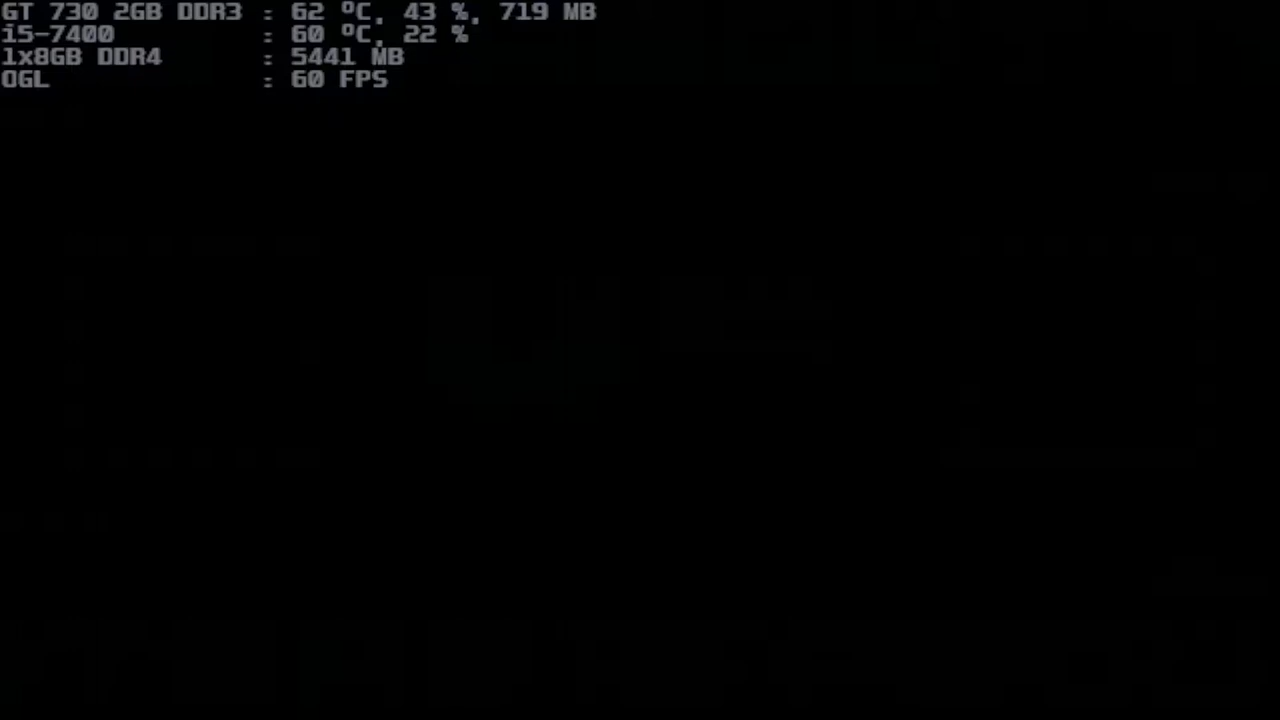 GT 730 2GB DDR3 : 62 ºC, 43 %, 719 MB
i5-7400 : 60 ºC, 22 %
1x8GB DDR4 : 5441 MB
OGL : 60 FPS